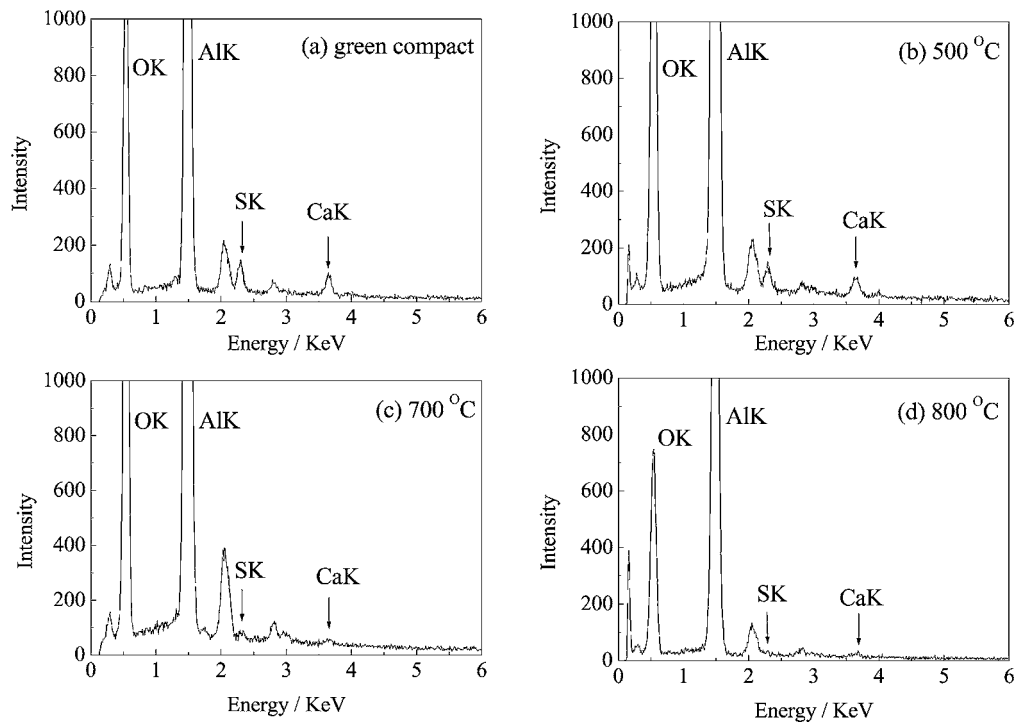 1000
800
600
400
200
0
Intensity
(a) green compact
OK
AlK
SK
CaK
0 1 2 3 4 5 6
Energy / KeV
1000
800
600
400
200
0
Intensity
(b) 500 °C
OK
AlK
SK
CaK
0 1 2 3 4 5 6
Energy / KeV
1000
800
600
400
200
0
Intensity
(c) 700 °C
OK
AlK
SK
CaK
0 1 2 3 4 5 6
Energy / KeV
1000
800
600
400
200
0
Intensity
(d) 800 °C
OK
AlK
SK
CaK
0 1 2 3 4 5 6
Energy / KeV